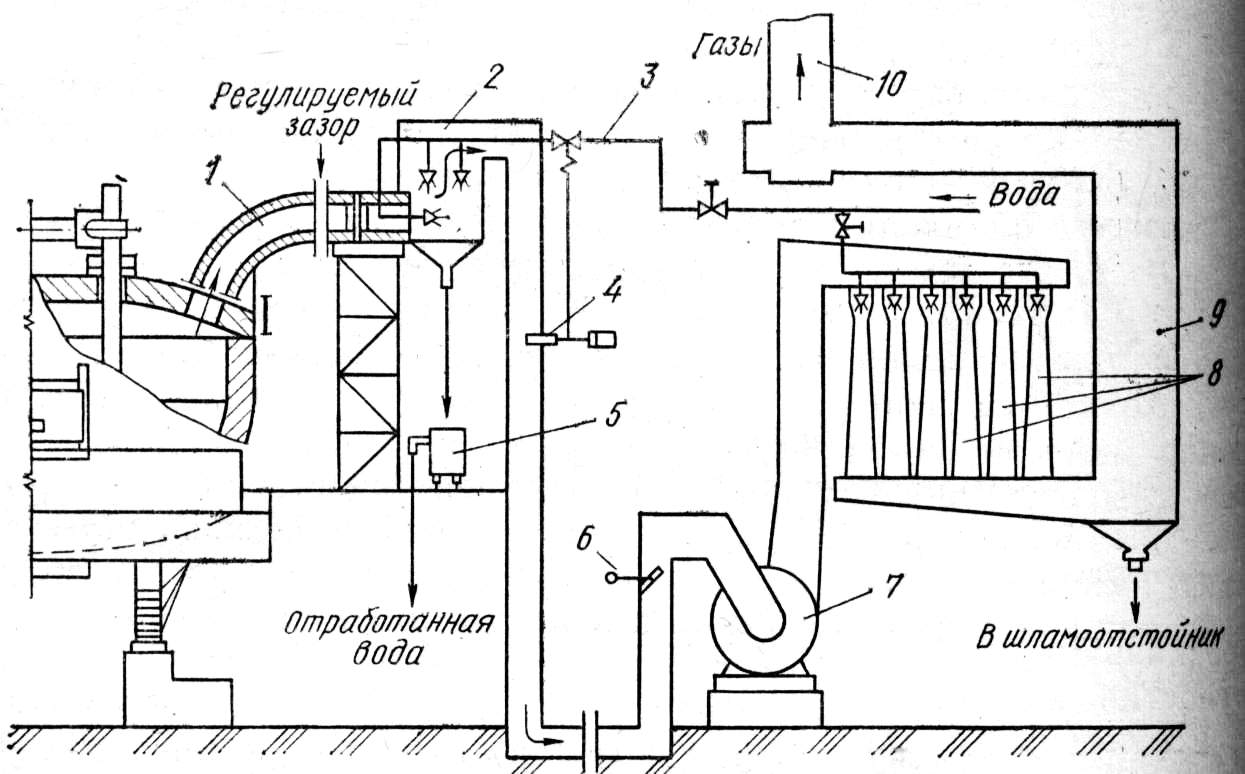 Газы
10
Регулируемый
зазор
2
3
1
Вода
I
4
9
8
5
6
7
Отработанная
вода
В шламоотстойник